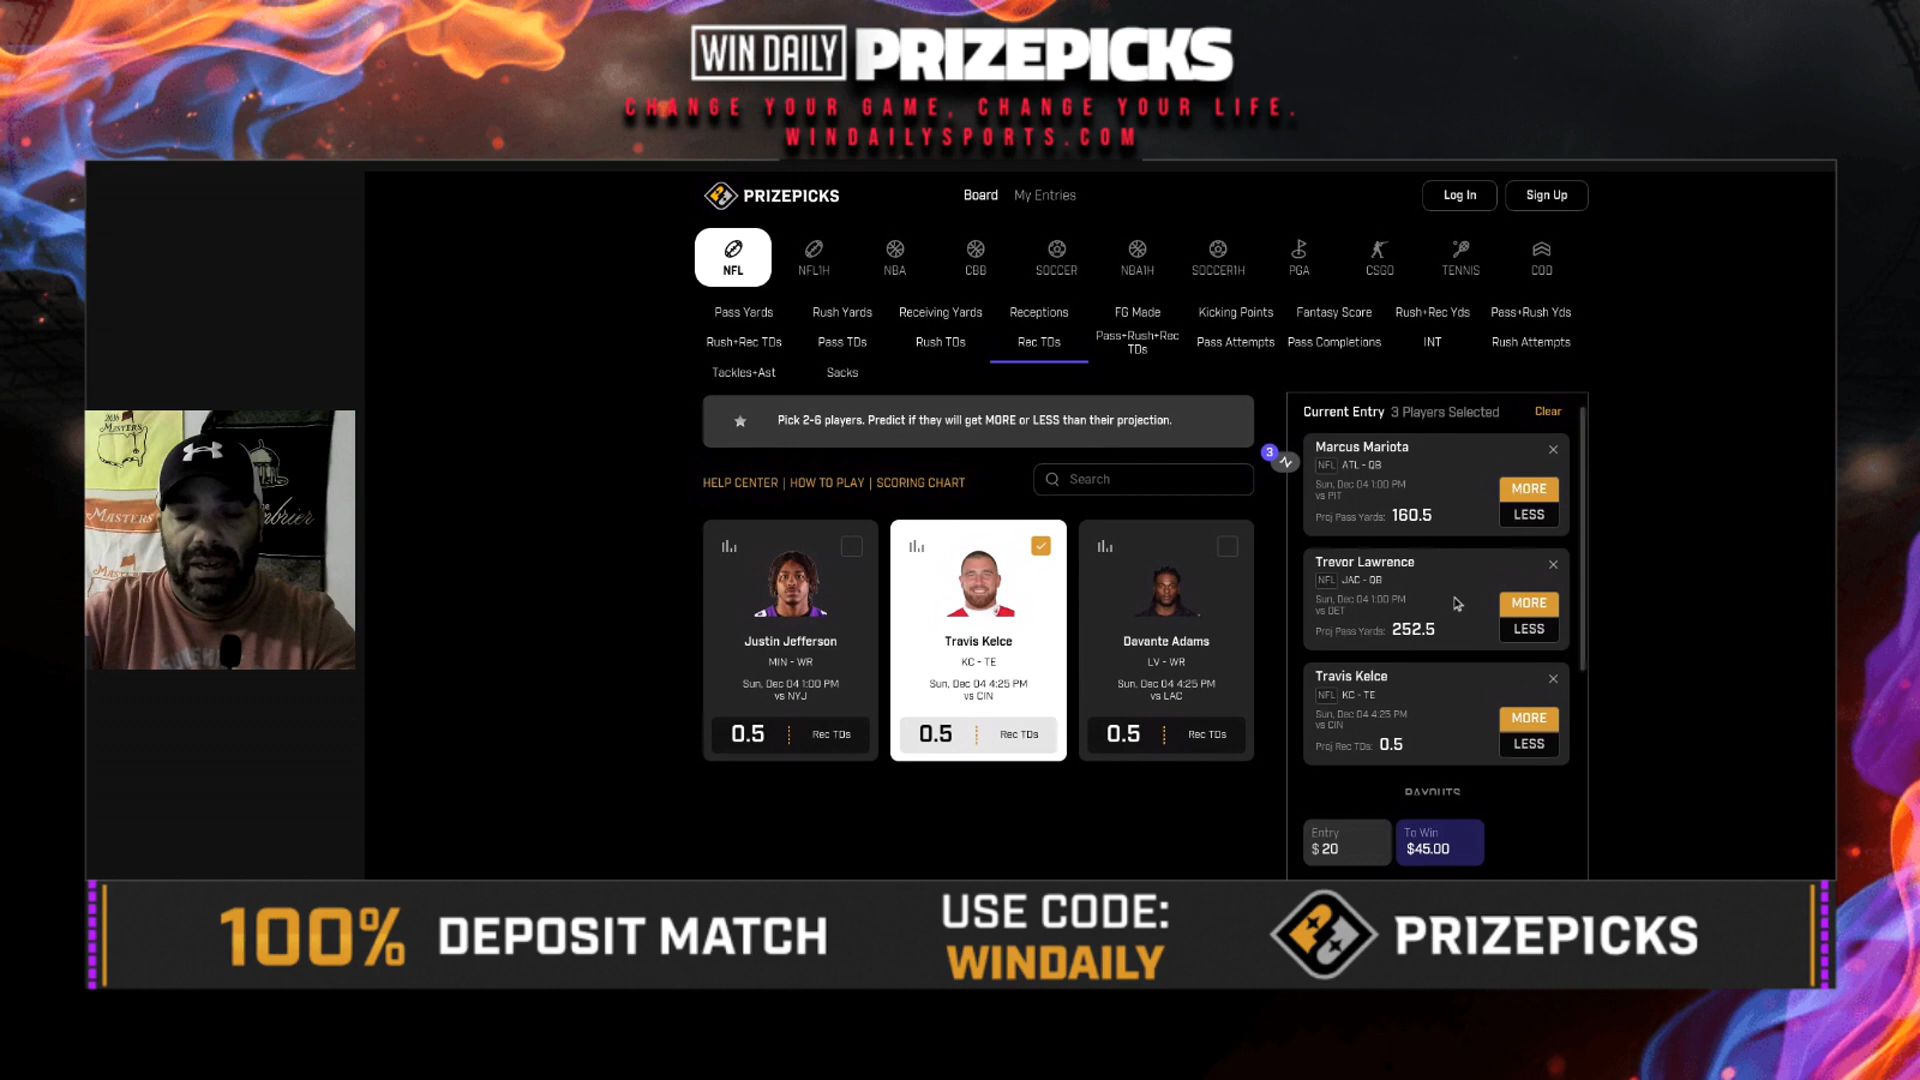 WIN DAILY PRIZEPICKS
CHANGE YOUR GAME, CHANGE YOUR LIFE.
WINDAILYSPORTS.COM
PRIZEPICKS
Board My Entries
Log In Sign Up
NFL NFL1H NBA CBB SOCCER NBA1H SOCCER1H PGA CSGO TENNIS COD
Pass Yards Rush Yards Receiving Yards Receptions FG Made Kicking Points Fantasy Score Rush+Rec Yds Pass+Rush Yds
Rush+Rec TDs Pass TDs Rush TDs Rec TDs Pass+Rush+Rec TDs Pass Attempts Pass Completions INT Rush Attempts
Tackles+Ast Sacks
Pick 2-6 players. Predict if they will get MORE or LESS than their projection.
HELP CENTER | HOW TO PLAY | SCORING CHART
Search
Justin Jefferson
MIN - WR
Sun, Dec 04 1:00 PM
vs NYJ
0.5 Rec TDs
Travis Kelce
KC - TE
Sun, Dec 04 4:25 PM
vs CIN
0.5 Rec TDs
Davante Adams
LV - WR
Sun, Dec 04 4:25 PM
vs LAC
0.5 Rec TDs
Current Entry 3 Players Selected Clear
3
Marcus Mariota
NFL ATL - QB
Sun, Dec 04 1:00 PM
vs PIT
Proj Pass Yards: 160.5
MORE
LESS
Trevor Lawrence
NFL JAC - QB
Sun, Dec 04 1:00 PM
vs DET
Proj Pass Yards: 252.5
MORE
LESS
Travis Kelce
NFL KC - TE
Sun, Dec 04 4:25 PM
vs CIN
Proj Rec TDs: 0.5
MORE
LESS
PAYOUTS
Entry
$ 20
To Win
$45.00
2016
MASTERS
MASTERS
100% DEPOSIT MATCH
USE CODE:
WINDAILY
PRIZEPICKS